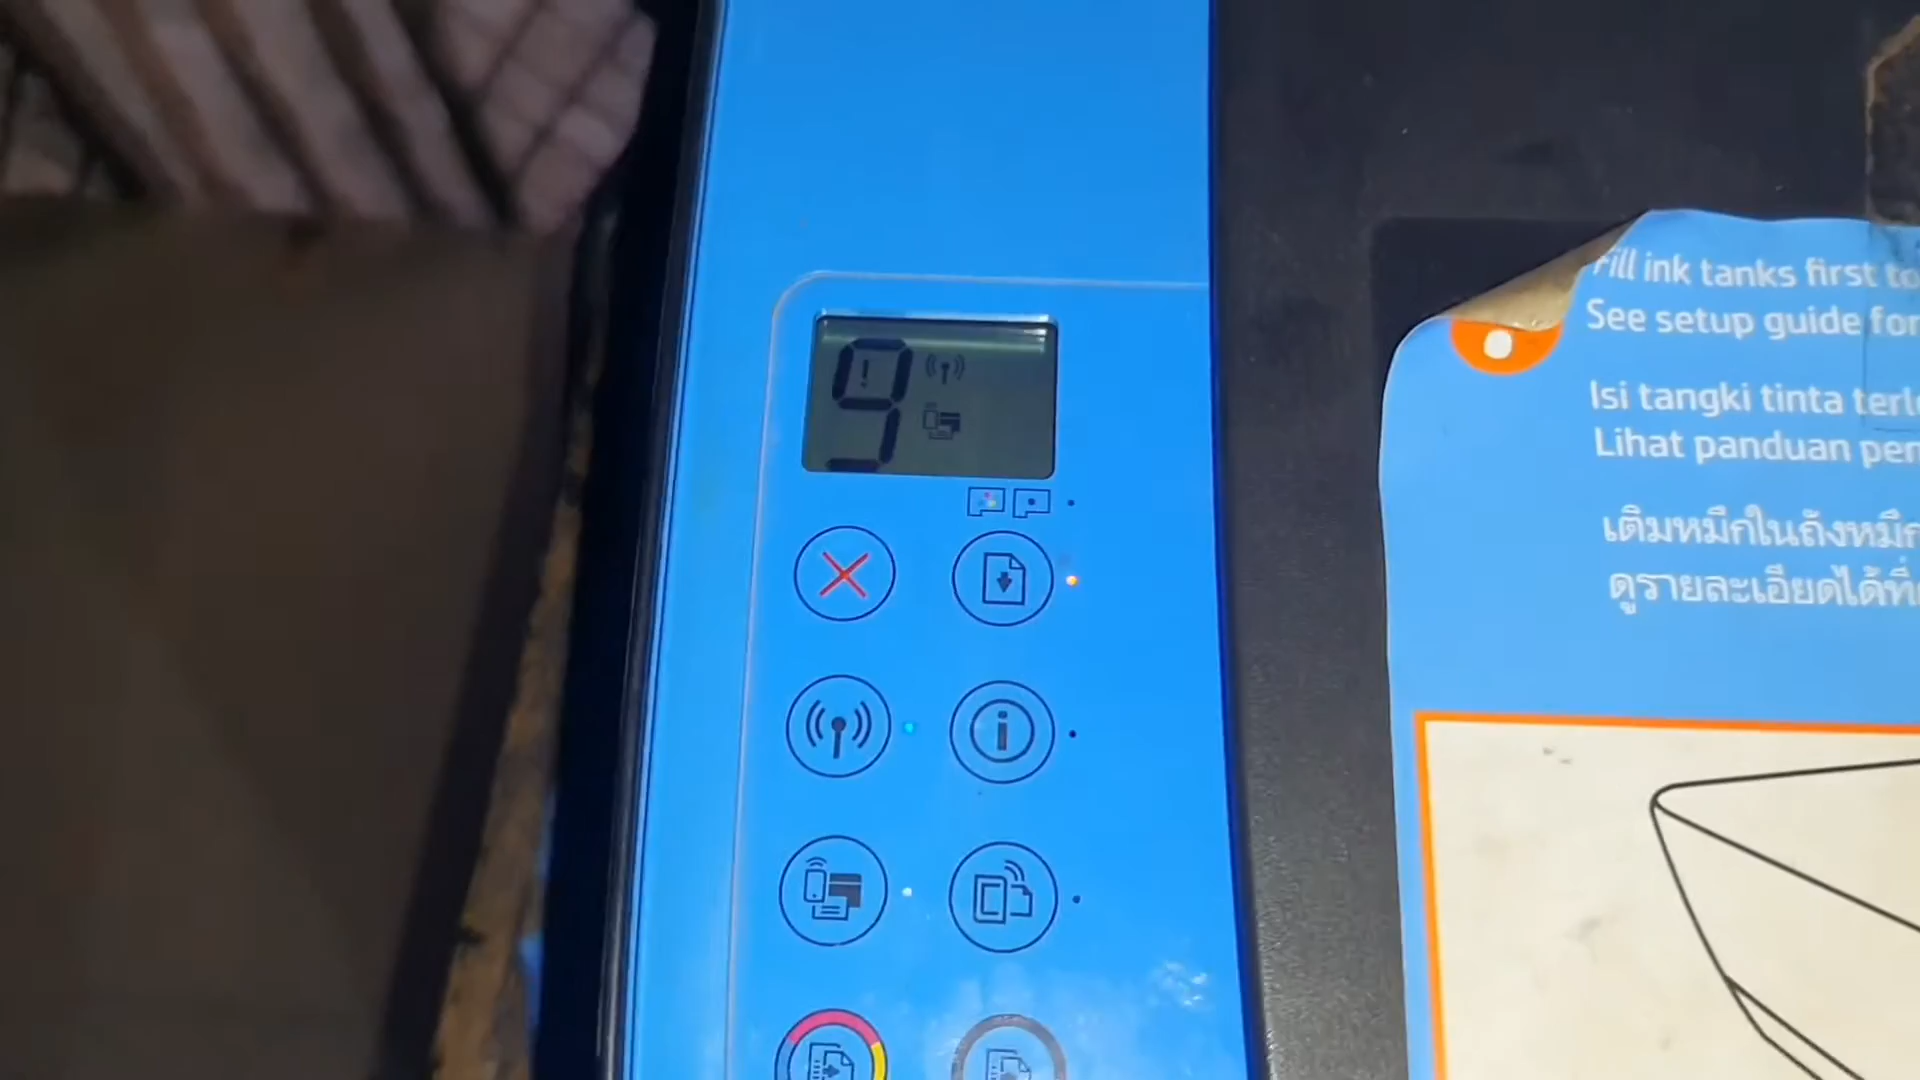 9
!
Fill ink tanks first to
See setup guide for
Isi tangki tinta
Lihat panduan
i
เติมหมึกในถังหมึก
ดูรายละเอียดได้ที่